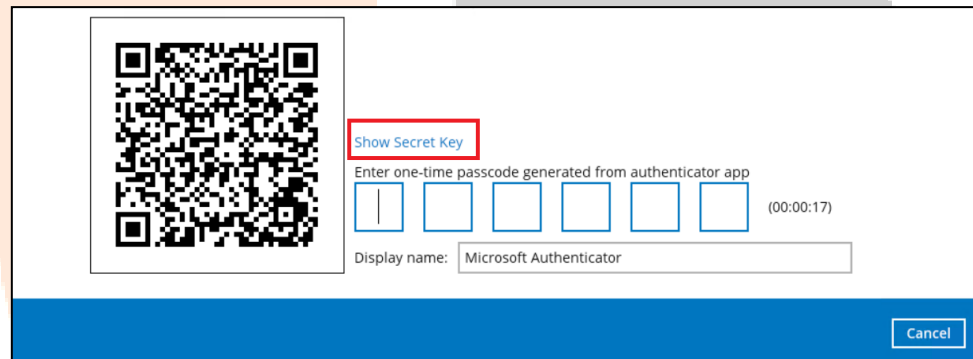 Show Secret Key
Enter one-time passcode generated from authenticator app
(00:00:17)
Display name: Microsoft Authenticator
Cancel